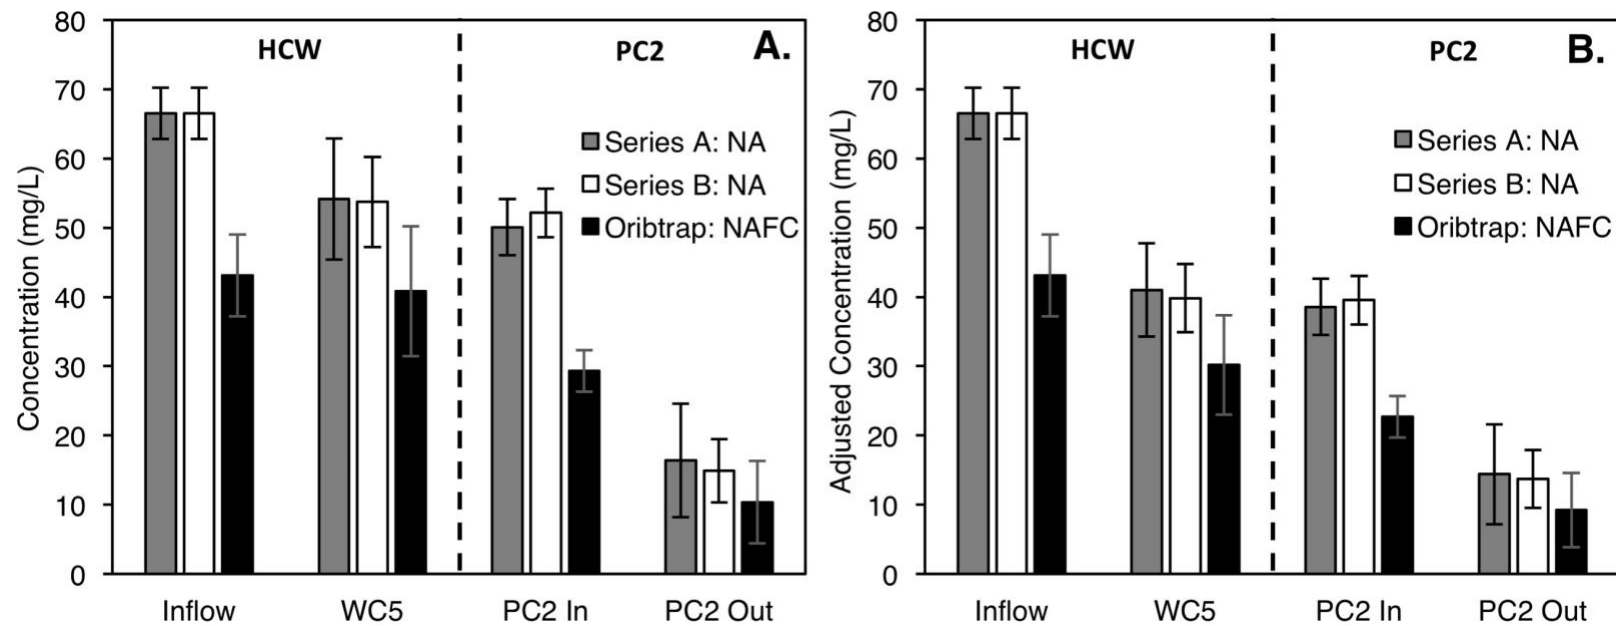 Concentration (mg/L)
80
70
60
50
40
30
20
10
0
HCW
PC2
A.
Series A: NA
Series B: NA
Oribtrap: NAFC
Inflow
WC5
PC2 In
PC2 Out
Adjusted Concentration (mg/L)
80
70
60
50
40
30
20
10
0
HCW
PC2
B.
Series A: NA
Series B: NA
Oribtrap: NAFC
Inflow
WC5
PC2 In
PC2 Out